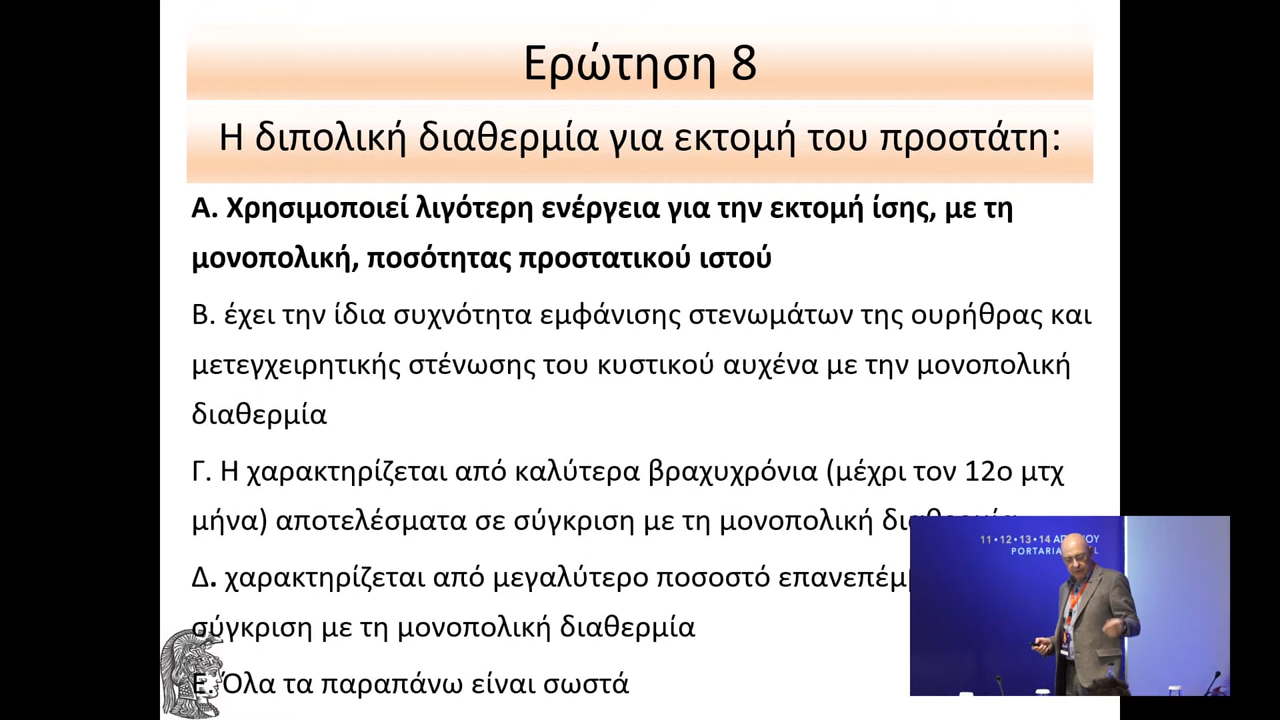 Ερώτηση 8
Η διπολική διαθερμία για εκτομή του προστάτη:
Α. Χρησιμοποιεί λιγότερη ενέργεια για την εκτομή ίσης, με τη
μονοπολική, ποσότητας προστατικού ιστού
Β. έχει την ίδια συχνότητα εμφάνισης στενωμάτων της ουρήθρας και
μετεγχειρητικής στένωσης του κυστικού αυχένα με την μονοπολική
διαθερμία
Γ. Η χαρακτηρίζεται από καλύτερα βραχυχρόνια (μέχρι τον 12ο μτχ
μήνα) αποτελέσματα σε σύγκριση με τη μονοπολική διαθερμία
Δ. χαρακτηρίζεται από μεγαλύτερο ποσοστό
σύγκριση με τη μονοπολική διαθερμία
Ε. Όλα τα παραπάνω είναι σωστά
11•12•13•14
PORTARIA